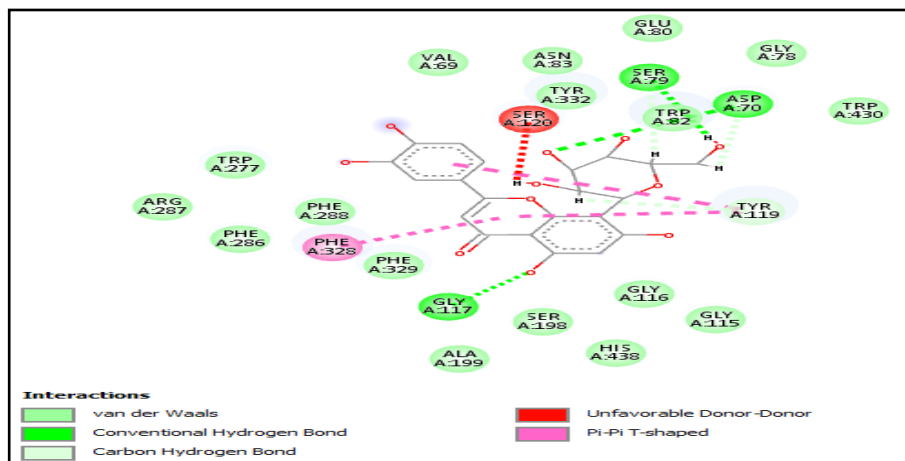 GLU
A:80
VAL
A:69
ASN
A:83
GLY
A:78
SER
A:79
TYR
A:332
ASP
A:70
SER
A:120
TRP
A:82
TRP
A:430
H
O
O
O
O
H
O
H
TRP
A:277
H
O
O
O
H
ARG
A:287
PHE
A:288
TYR
A:119
PHE
A:286
PHE
A:328
PHE
A:329
O
O
O
GLY
A:117
GLY
A:116
SER
A:198
GLY
A:115
ALA
A:199
HIS
A:438
Interactions
van der Waals
Conventional Hydrogen Bond
Carbon Hydrogen Bond
Unfavorable Donor-Donor
Pi-Pi T-shaped